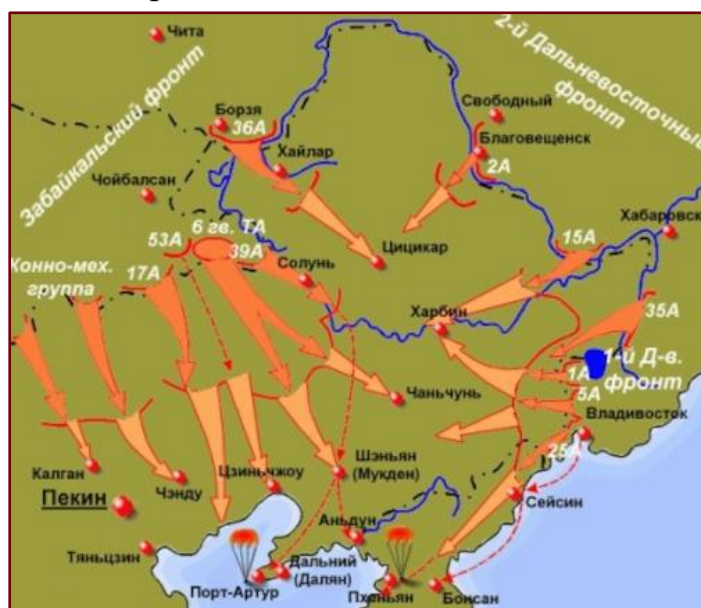 Чита
Забайкальский фронт
2-й Дальневосточный
фронт
Свободный
Борзя
36А
Благовещенск
2А
Хайлар
Чойбалсан
Хабаровск
6 гв. ТА
53А
39А
15А
Цицикар
Солунь
Конно-мех.
группа
17А
Харбин
35А
1-й Д-в.
фронт
1А
5А
Чаньчунь
Владивосток
25А
Шэньян
(Мукден)
Калган
Чэнду
Цзиньчжоу
Сейсин
Пекин
Аньдун
Тяньцзин
Дальний
(Далян)
Порт-Артур
Пхеньян
Вонсан